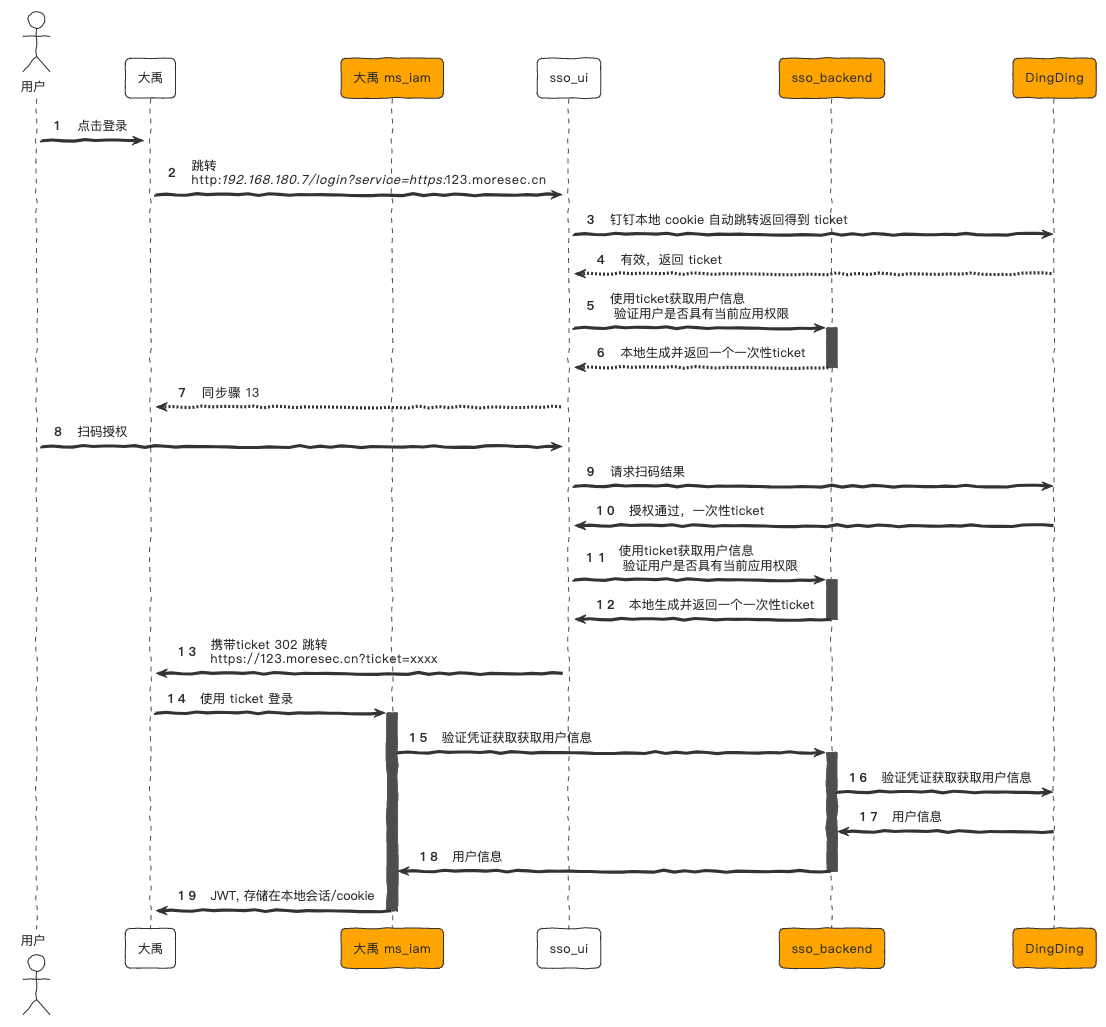 用户
大禹
大禹 ms_iam
sso_ui
sso_backend
DingDing
1 点击登录
2 跳转
http:192.168.180.7/login?service=https:123.moresec.cn
3 钉钉本地 cookie 自动跳转返回得到 ticket
4 有效，返回 ticket
5 使用ticket获取用户信息
验证用户是否具有当前应用权限
6 本地生成并返回一个一次性ticket
7 同步骤 13
8 扫码授权
9 请求扫码结果
10 授权通过，一次性ticket
11 使用ticket获取用户信息
验证用户是否具有当前应用权限
12 本地生成并返回一个一次性ticket
13 携带ticket 302 跳转
https://123.moresec.cn?ticket=xxxx
14 使用 ticket 登录
15 验证凭证获取获取用户信息
16 验证凭证获取获取用户信息
17 用户信息
18 用户信息
19 JWT, 存储在本地会话/cookie
用户
大禹
大禹 ms_iam
sso_ui
sso_backend
DingDing